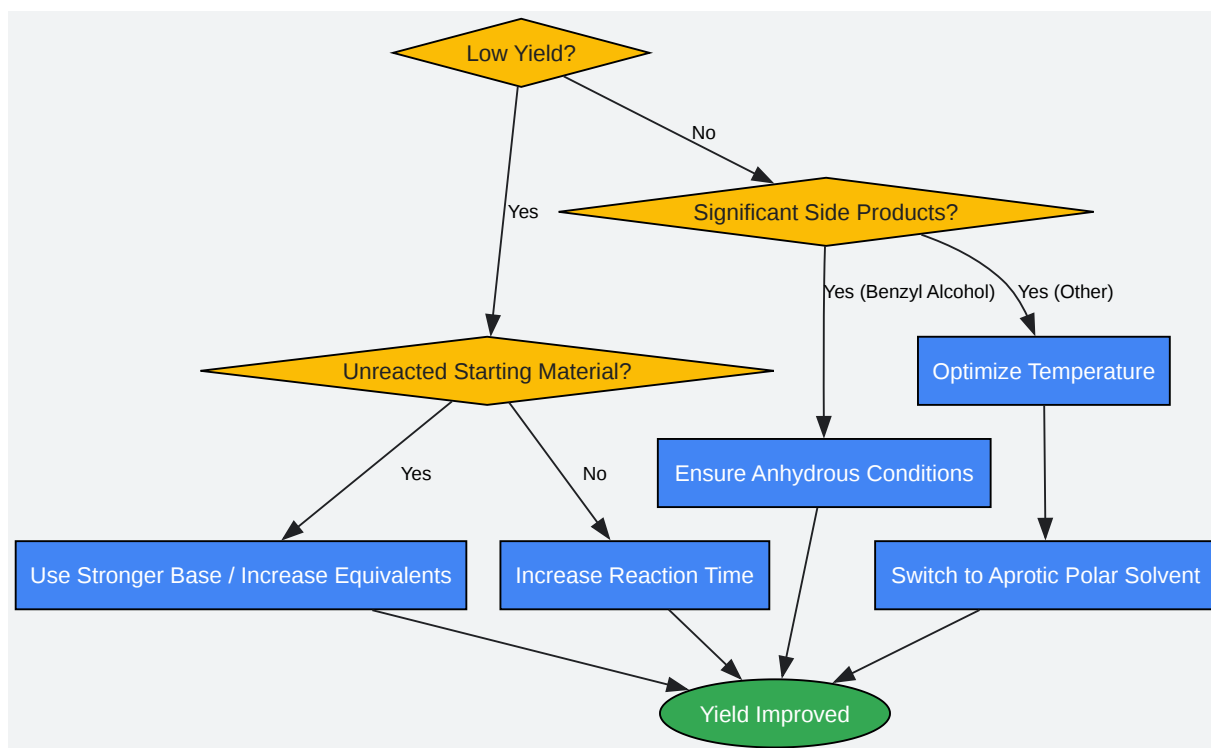 Low Yield?
No
Yes
Significant Side Products?
Yes (Benzyl Alcohol)
Yes (Other)
Unreacted Starting Material?
Optimize Temperature
Yes
No
Ensure Anhydrous Conditions
Use Stronger Base / Increase Equivalents
Increase Reaction Time
Switch to Aprotic Polar Solvent
Yield Improved